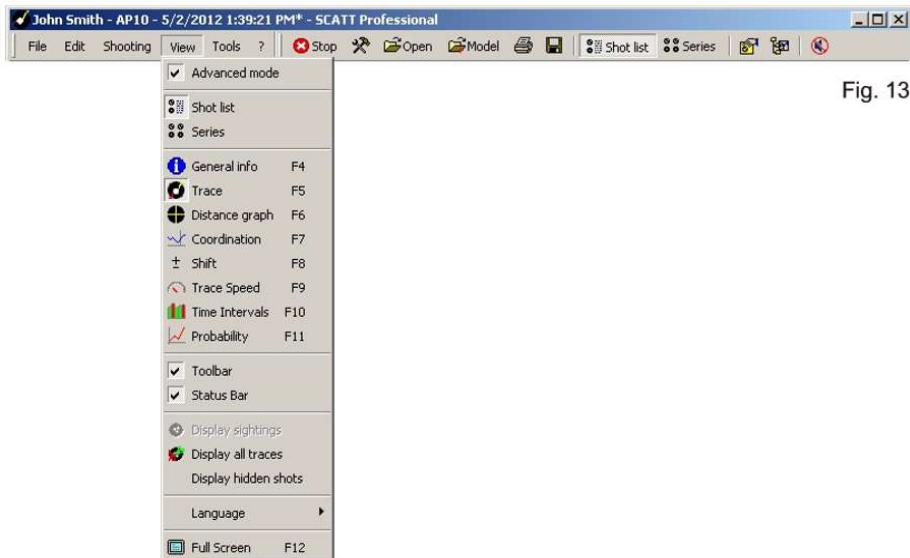 John Smith - AP10 - 5/2/2012 1:39:21 PM* - SCATT Professional
File Edit Shooting View Tools ? Stop Open Model Shot list Series
Fig. 13
Advanced mode
Shot list
Series
General info F4
Trace F5
Distance graph F6
Coordination F7
± Shift F8
Trace Speed F9
Time Intervals F10
Probability F11
Toolbar
Status Bar
Display sightings
Display all traces
Display hidden shots
Language
Full Screen F12